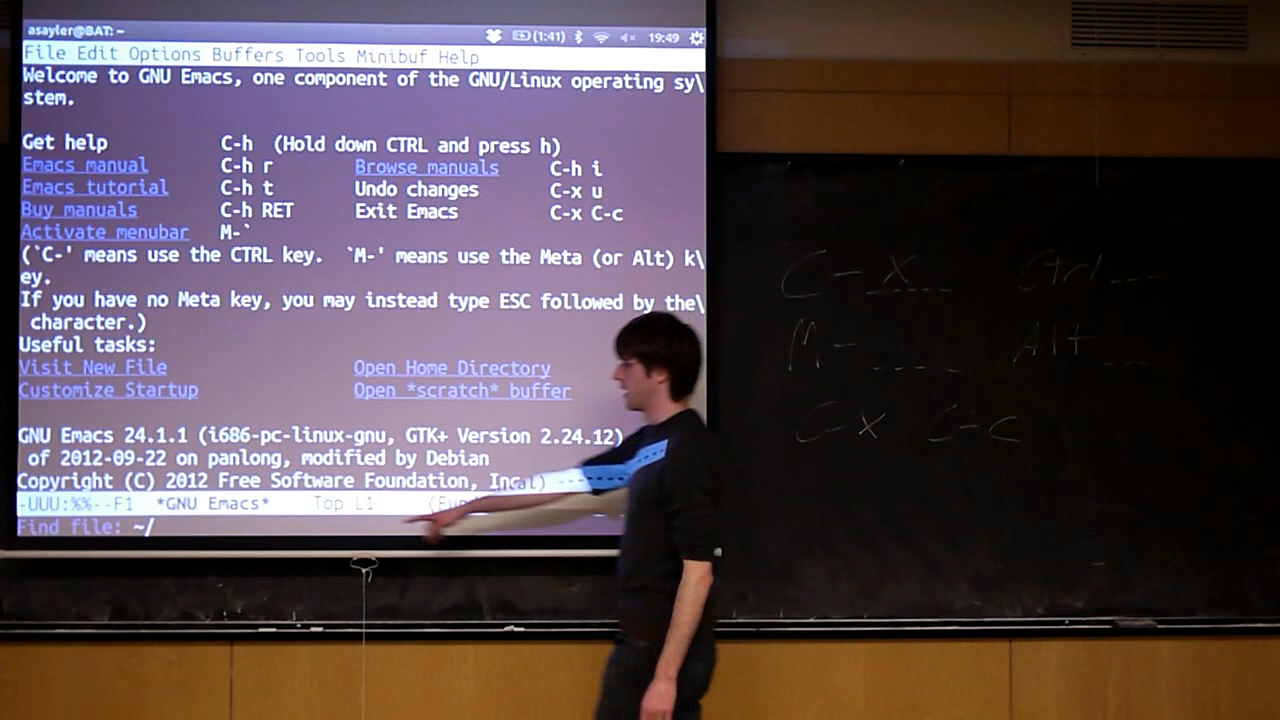 asayler@BAT: ~ (1:41) 19:49
File Edit Options Buffers Tools Minibuf Help
Welcome to GNU Emacs, one component of the GNU/Linux operating sy\
stem.
Get help C-h (Hold down CTRL and press h)
Emacs manual C-h r Browse manuals C-h i
Emacs tutorial C-h t Undo changes C-x u
Buy manuals C-h RET Exit Emacs C-x C-c
Activate menubar M-`
(`C-' means use the CTRL key. `M-' means use the Meta (or Alt) k\
ey.
If you have no Meta key, you may instead type ESC followed by the\
character.)
Useful tasks:
Visit New File Open Home Directory
Customize Startup Open *scratch* buffer
GNU Emacs 24.1.1 (i686-pc-linux-gnu, GTK+ Version 2.24.12)
of 2012-09-22 on panlong, modified by Debian
Copyright (C) 2012 Free Software Foundation, Inc.
-UUU:%%--F1 *GNU Emacs* Top L1
Find file: ~/
C - x Ctrl
M - Alt
C-x C-c